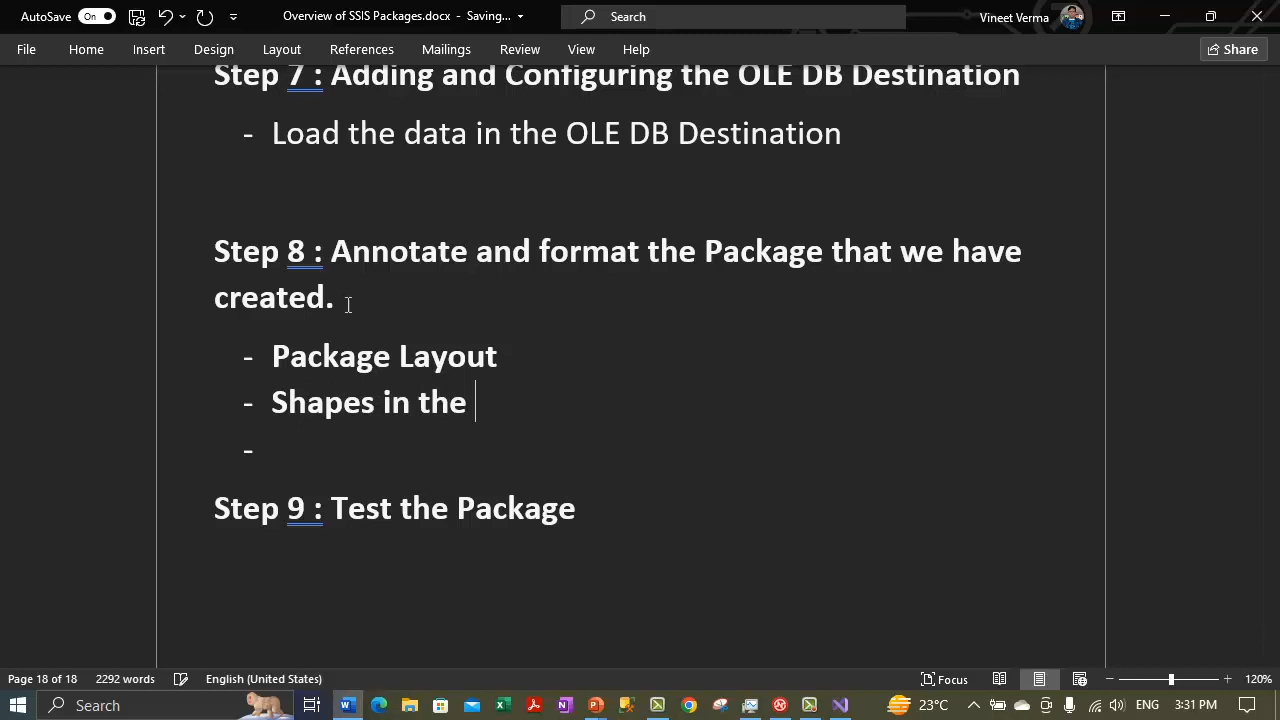 AutoSave On Overview of SSIS Packages.docx - Saving... Search Vineet Verma
File Home Insert Design Layout References Mailings Review View Help Share
Step 7 : Adding and Configuring the OLE DB Destination
- Load the data in the OLE DB Destination
Step 8 : Annotate and format the Package that we have
created.
- Package Layout
- Shapes in the
-
Step 9 : Test the Package
Page 18 of 18 2292 words English (United States) Focus 120%
Search 23°C 3:31 PM